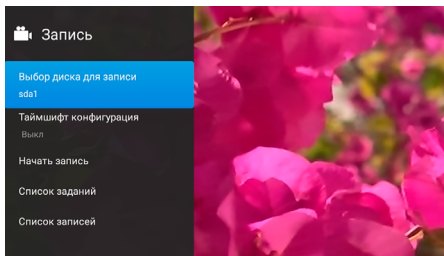 Запись
Выбор диска для записи
sda1
Таймшифт конфигурация
Выкл
Начать запись
Список заданий
Список записей